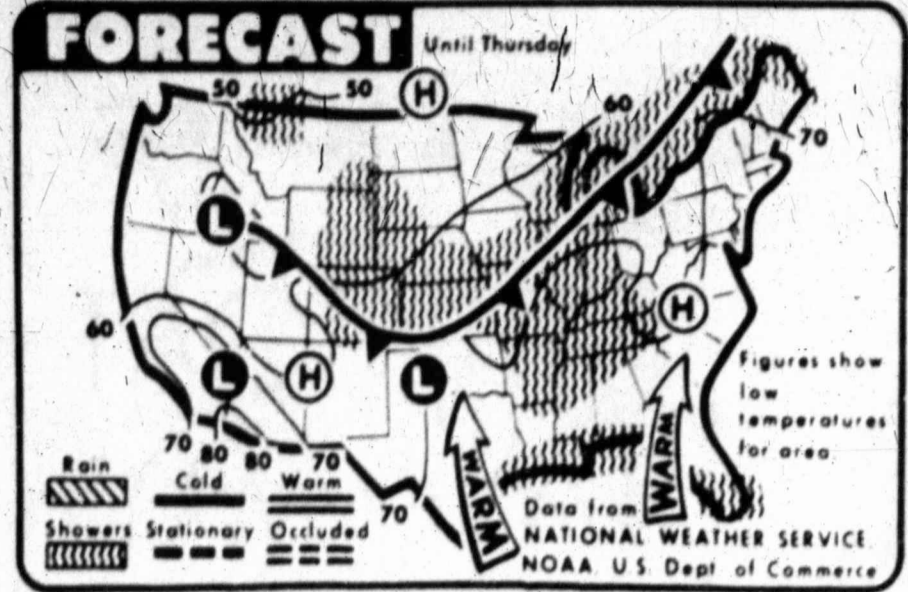 FORECAST
Until Thursday
50 50 H
60
70
L
H
60
L H L
Figures show
low
temperatures
for area
70 80 80 70
70
WARM
WARM
Rain Cold Warm
Showers Stationary Occluded
Data from
NATIONAL WEATHER SERVICE,
NOAA, U.S. Dept. of Commerce